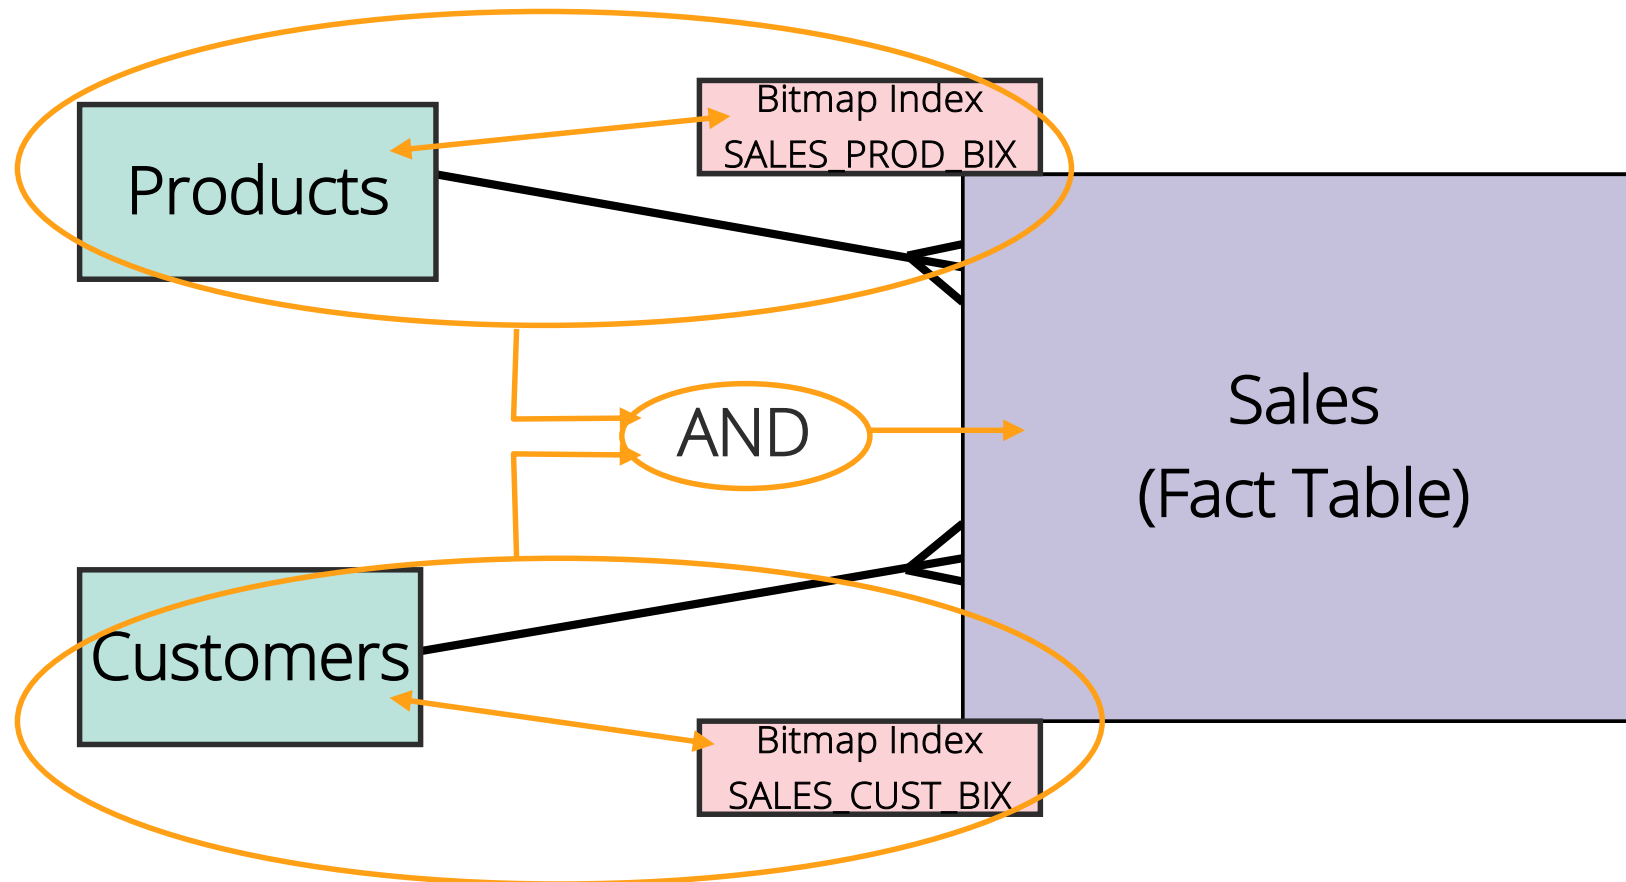 Bitmap Index
SALES_PROD_BIX
Products
Sales
(Fact Table)
AND
Customers
Bitmap Index
SALES_CUST_BIX